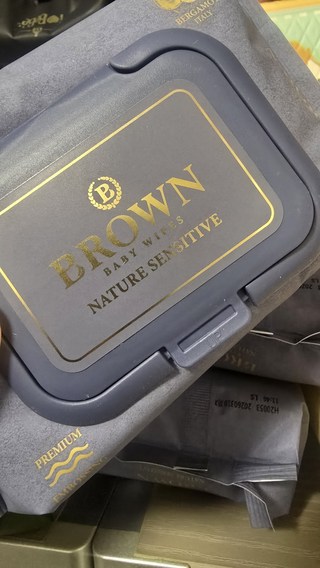 BERGAMO
ITALY
B
BROWN
BABY WIPES
NATURE SENSITIVE
PREMIUM